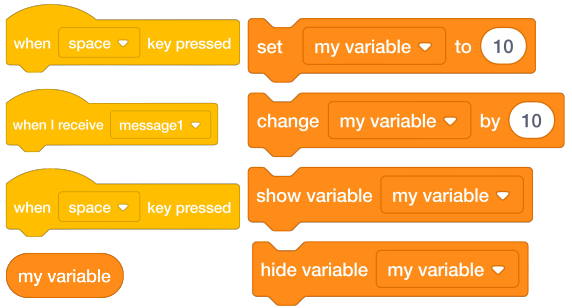 when space key pressed
set my variable to 10
when I receive message1
change my variable by 10
when space key pressed
show variable my variable
my variable
hide variable my variable